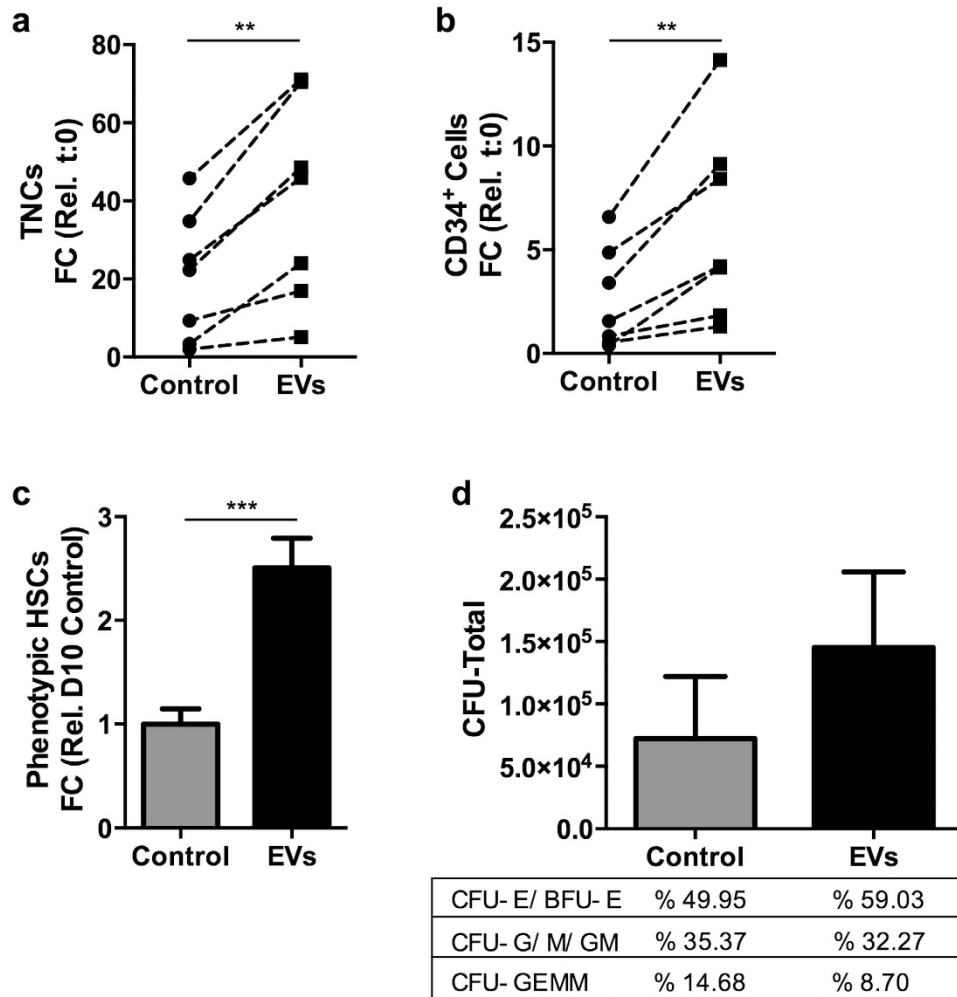 a
**
TNCs
FC (Rel. t:0)
80
60
40
20
0
Control EVs
b
**
CD34⁺ Cells
FC (Rel. t:0)
15
10
5
0
Control EVs
c
***
Phenotypic HSCs
FC (Rel. D10 Control)
3
2
1
0
Control EVs
d
CFU-Total
2.5×10⁵
2.0×10⁵
1.5×10⁵
1.0×10⁵
5.0×10⁴
0.0
Control EVs
CFU- E/ BFU- E % 49.95 % 59.03
CFU- G/ M/ GM % 35.37 % 32.27
CFU- GEMM % 14.68 % 8.70